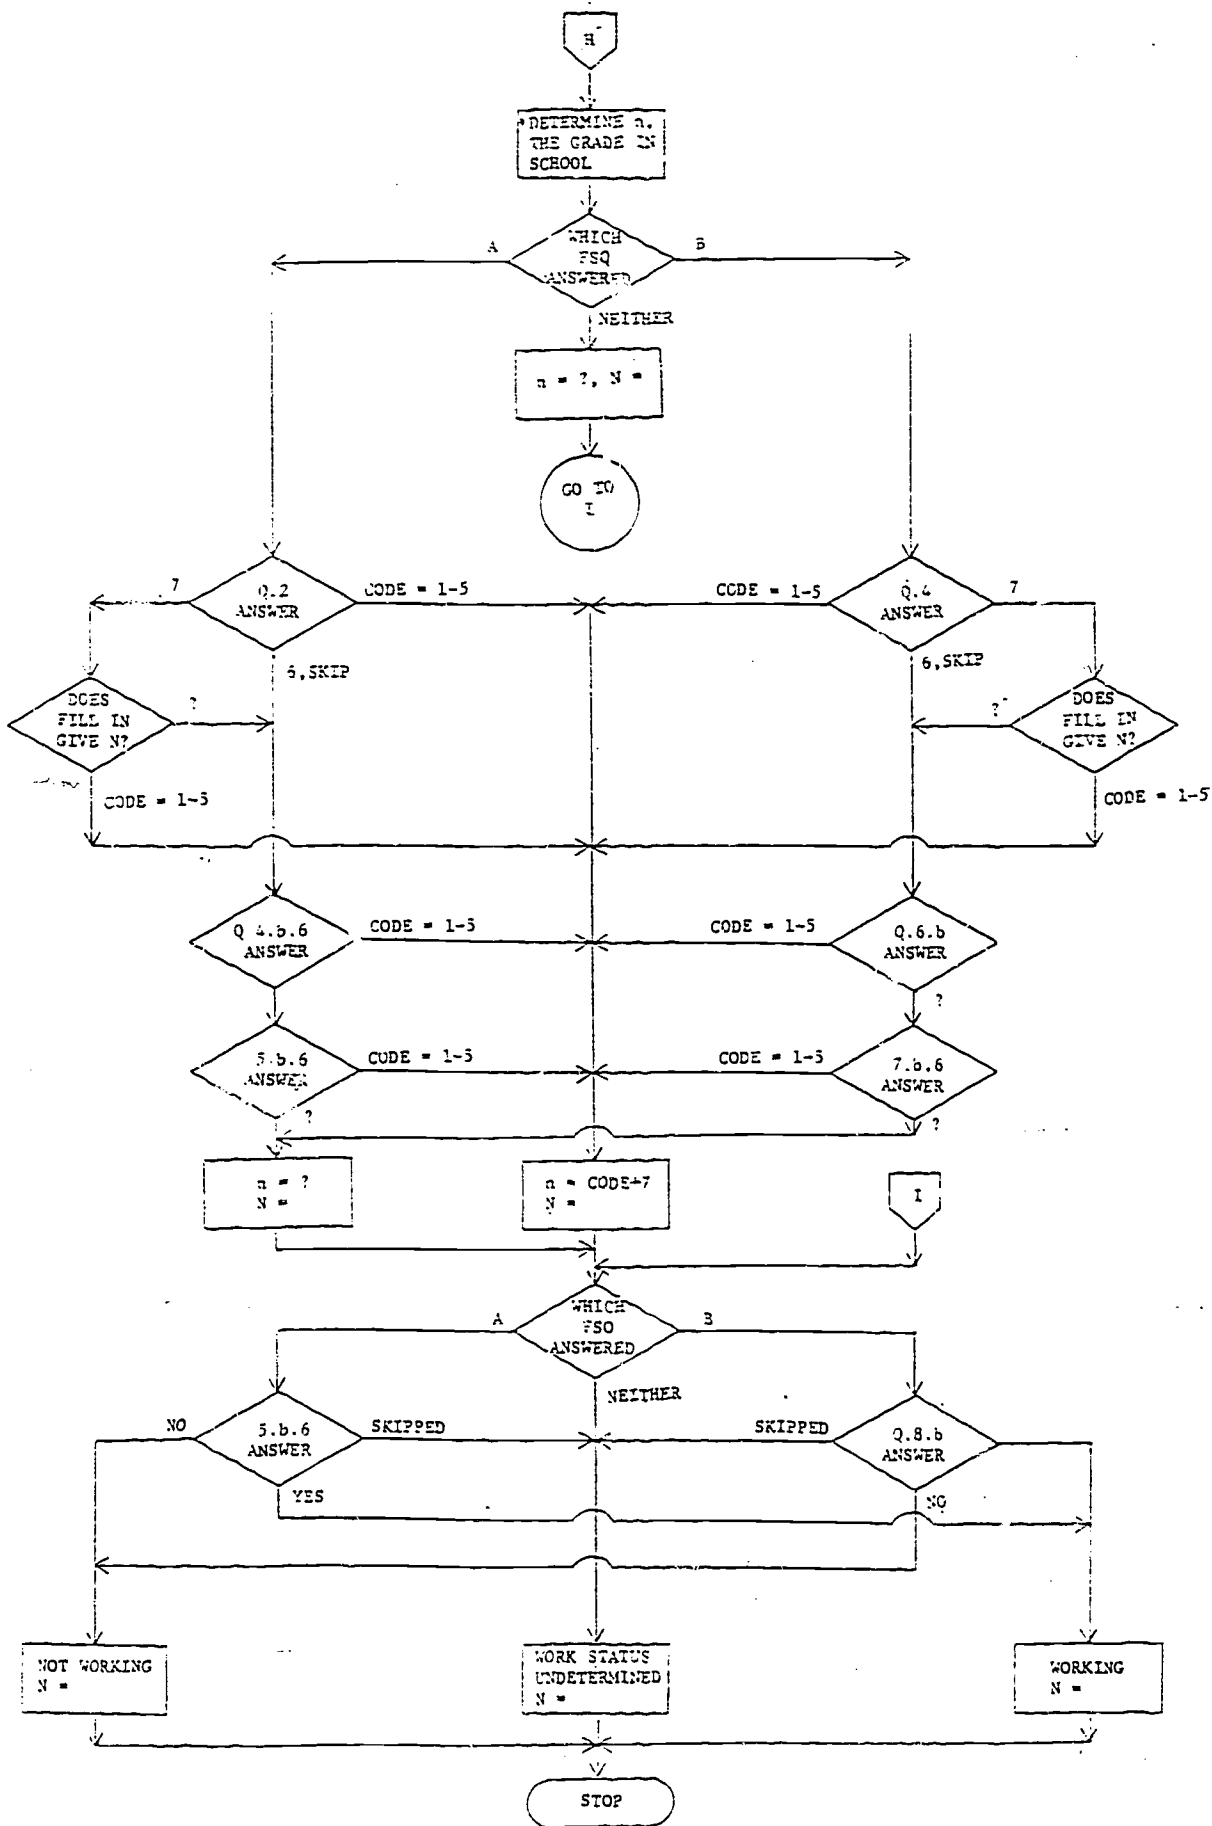 H
DETERMINE n,
THE GRADE IN
SCHOOL
WHICH
FSQ
ANSWERED
A
B
NEITHER
n = ?, N =
GO TO
I
7
Q.2
ANSWER
CODE = 1-5
CODE = 1-5
Q.4
ANSWER
7
6,SKIP
6,SKIP
DOES
FILL IN
GIVE N?
?
?
DOES
FILL IN
GIVE N?
CODE = 1-5
CODE = 1-5
Q 4.b.6
ANSWER
CODE = 1-5
CODE = 1-5
Q.6.b
ANSWER
?
5.b.6
ANSWER
CODE = 1-5
CODE = 1-5
7.b.6
ANSWER
?
?
n = ?
N =
n = CODE+7
N =
I
A
WHICH
FSQ
ANSWERED
B
NEITHER
NO
5.b.6
ANSWER
SKIPPED
SKIPPED
Q.8.b
ANSWER
YES
NO
NOT WORKING
N =
WORK STATUS
UNDETERMINED
N =
WORKING
N =
STOP